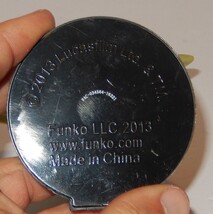 © 2013 Lucasfilm Ltd. & TM.
Funko LLC 2013
www.funko.com
Made in China